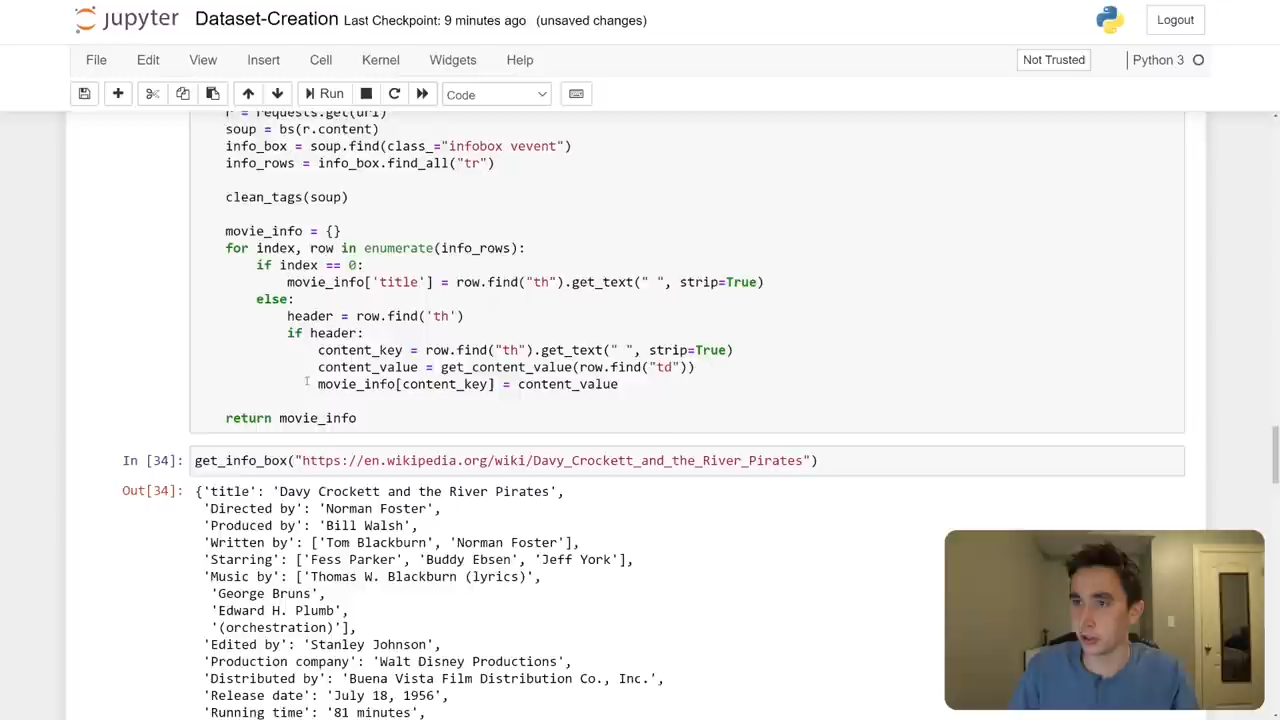 jupyter Dataset-Creation Last Checkpoint: 9 minutes ago (unsaved changes) Logout
File Edit View Insert Cell Kernel Widgets Help Not Trusted Python 3
Run Code
r = requests.get(url)
soup = bs(r.content)
info_box = soup.find(class_="infobox vevent")
info_rows = info_box.find_all("tr")
clean_tags(soup)
movie_info = {}
for index, row in enumerate(info_rows):
if index == 0:
movie_info['title'] = row.find("th").get_text(" ", strip=True)
else:
header = row.find('th')
if header:
content_key = row.find("th").get_text(" ", strip=True)
content_value = get_content_value(row.find("td"))
movie_info[content_key] = content_value
return movie_info
In [34]: get_info_box("https://en.wikipedia.org/wiki/Davy_Crockett_and_the_River_Pirates")
Out[34]: {'title': 'Davy Crockett and the River Pirates',
'Directed by': 'Norman Foster',
'Produced by': 'Bill Walsh',
'Written by': ['Tom Blackburn', 'Norman Foster'],
'Starring': ['Fess Parker', 'Buddy Ebsen', 'Jeff York'],
'Music by': ['Thomas W. Blackburn (lyrics)',
'George Bruns',
'Edward H. Plumb',
'(orchestration)'],
'Edited by': 'Stanley Johnson',
'Production company': 'Walt Disney Productions',
'Distributed by': 'Buena Vista Film Distribution Co., Inc.',
'Release date': 'July 18, 1956',
'Running time': '81 minutes',